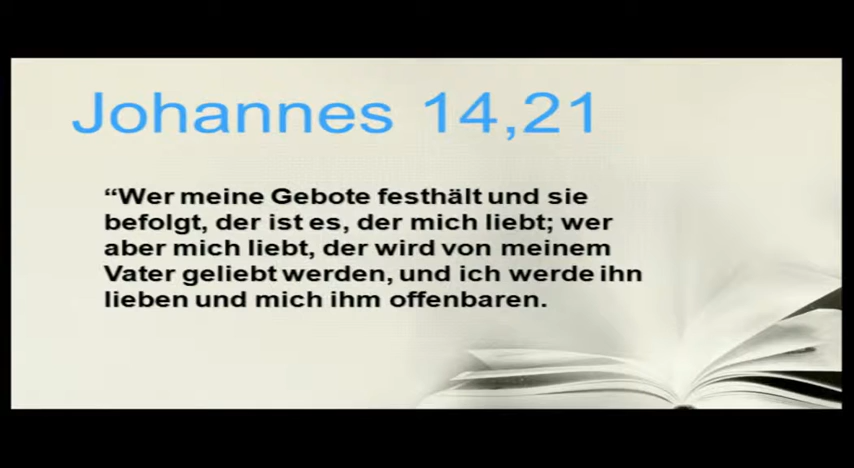 Johannes 14,21
“Wer meine Gebote festhält und sie
befolgt, der ist es, der mich liebt; wer
aber mich liebt, der wird von meinem
Vater geliebt werden, und ich werde ihn
lieben und mich ihm offenbaren.